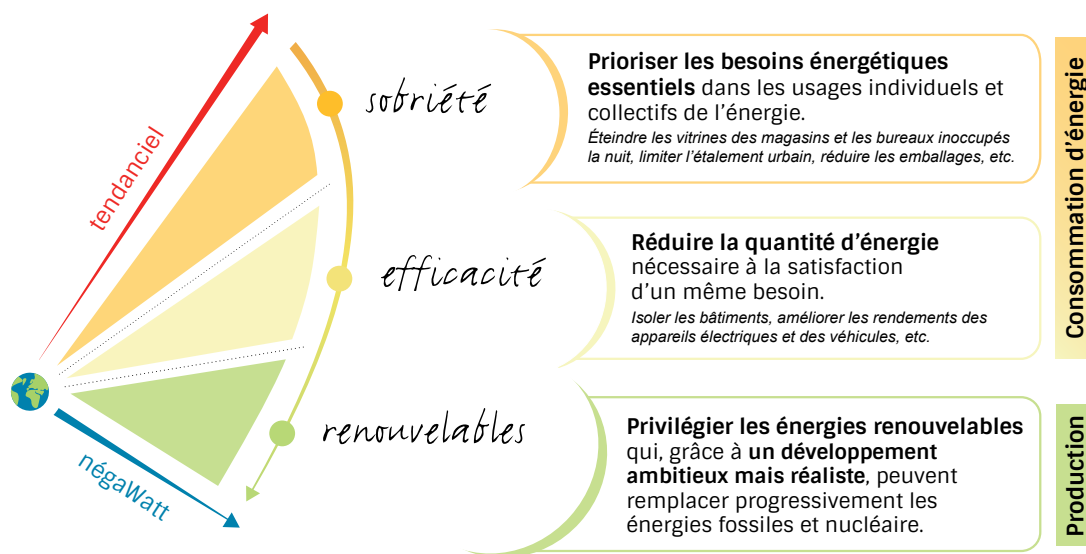 tendanciel
négaWatt
sobriété
Prioriser les besoins énergétiques
essentiels dans les usages individuels et
collectifs de l’énergie.
Éteindre les vitrines des magasins et les bureaux inoccupés
la nuit, limiter l’étalement urbain, réduire les emballages, etc.
efficacité
Réduire la quantité d’énergie
nécessaire à la satisfaction
d’un même besoin.
Isoler les bâtiments, améliorer les rendements des
appareils électriques et des véhicules, etc.
Consommation d’énergie
renouvelables
Privilégier les énergies renouvelables
qui, grâce à un développement
ambitieux mais réaliste, peuvent
remplacer progressivement les
énergies fossiles et nucléaire.
Production